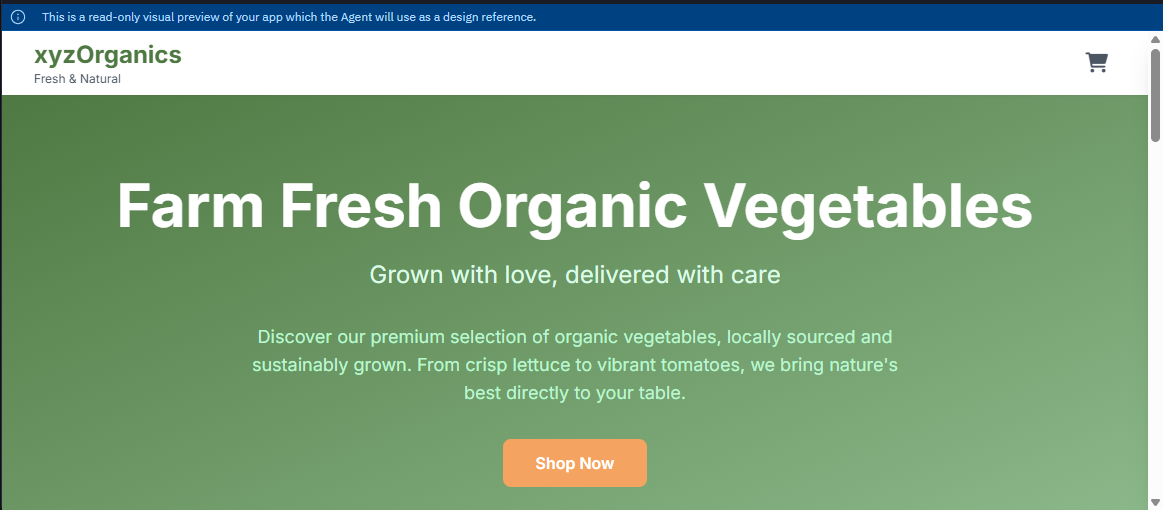 This is a read-only visual preview of your app which the Agent will use as a design reference.
xyzOrganics
Fresh & Natural
Farm Fresh Organic Vegetables
Grown with love, delivered with care
Discover our premium selection of organic vegetables, locally sourced and
sustainably grown. From crisp lettuce to vibrant tomatoes, we bring nature's
best directly to your table.
Shop Now